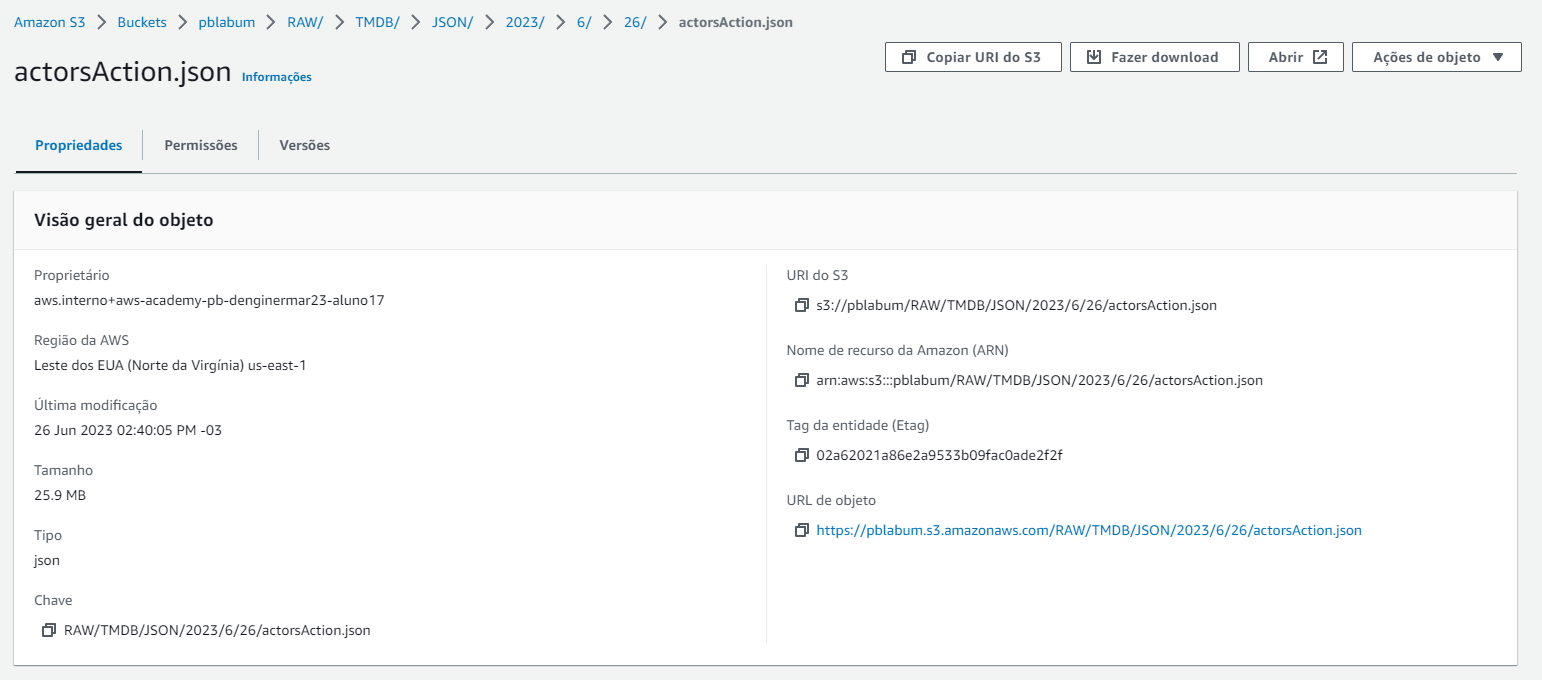 Amazon S3 > Buckets > pblabum > RAW/ > TMDB/ > JSON/ > 2023/ > 6/ > 26/ > actorsAction.json
actorsAction.json Informações
Copiar URI do S3 Fazer download Abrir Ações de objeto
Propriedades Permissões Versões
Visão geral do objeto
Proprietário
aws.interno+aws-academy-pb-denginermar23-aluno17
Região da AWS
Leste dos EUA (Norte da Virgínia) us-east-1
Última modificação
26 Jun 2023 02:40:05 PM -03
Tamanho
25.9 MB
Tipo
json
Chave
RAW/TMDB/JSON/2023/6/26/actorsAction.json
URI do S3
s3://pblabum/RAW/TMDB/JSON/2023/6/26/actorsAction.json
Nome de recurso da Amazon (ARN)
arn:aws:s3:::pblabum/RAW/TMDB/JSON/2023/6/26/actorsAction.json
Tag da entidade (Etag)
02a62021a86e2a9533b09fac0ade2f2f
URL de objeto
https://pblabum.s3.amazonaws.com/RAW/TMDB/JSON/2023/6/26/actorsAction.json